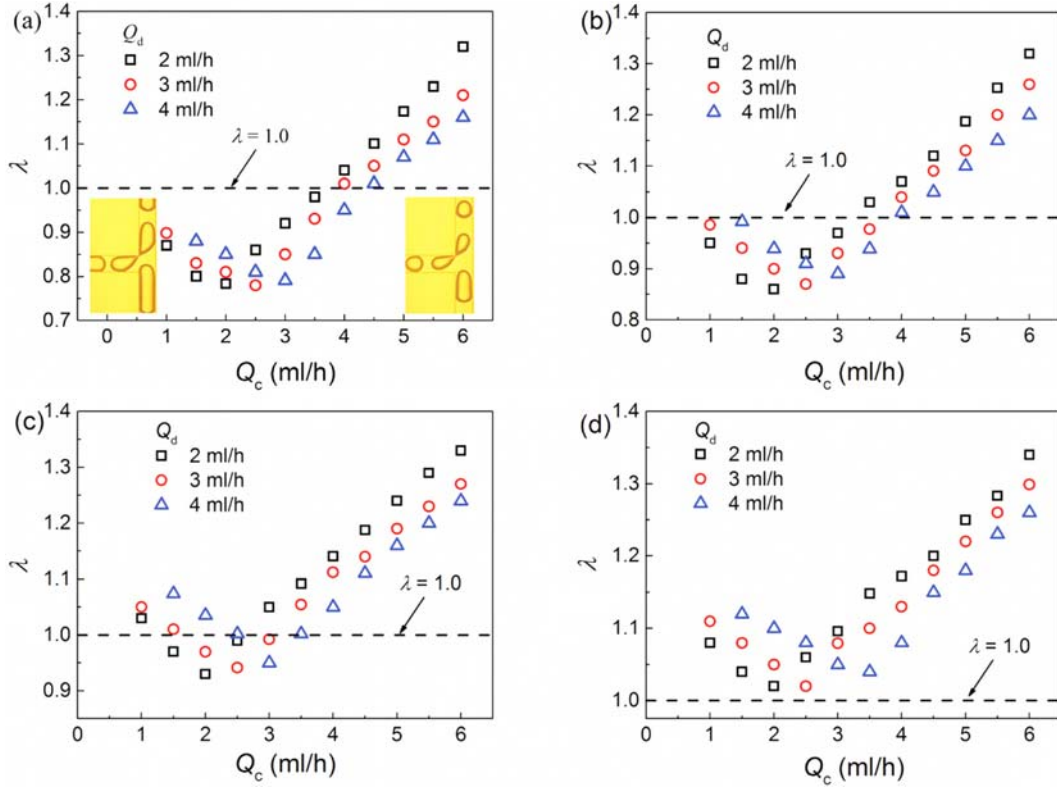 (a)
Q_d
2 ml/h
3 ml/h
4 ml/h
λ = 1.0
λ
1.4
1.3
1.2
1.1
1.0
0.9
0.8
0.7
0 1 2 3 4 5 6
Q_c (ml/h)
(b)
Q_d
2 ml/h
3 ml/h
4 ml/h
λ = 1.0
λ
1.4
1.3
1.2
1.1
1.0
0.9
0.8
0 1 2 3 4 5 6
Q_c (ml/h)
(c)
Q_d
2 ml/h
3 ml/h
4 ml/h
λ = 1.0
λ
1.4
1.3
1.2
1.1
1.0
0.9
0 1 2 3 4 5 6
Q_c (ml/h)
(d)
Q_d
2 ml/h
3 ml/h
4 ml/h
λ = 1.0
λ
1.4
1.3
1.2
1.1
1.0
0 1 2 3 4 5 6
Q_c (ml/h)